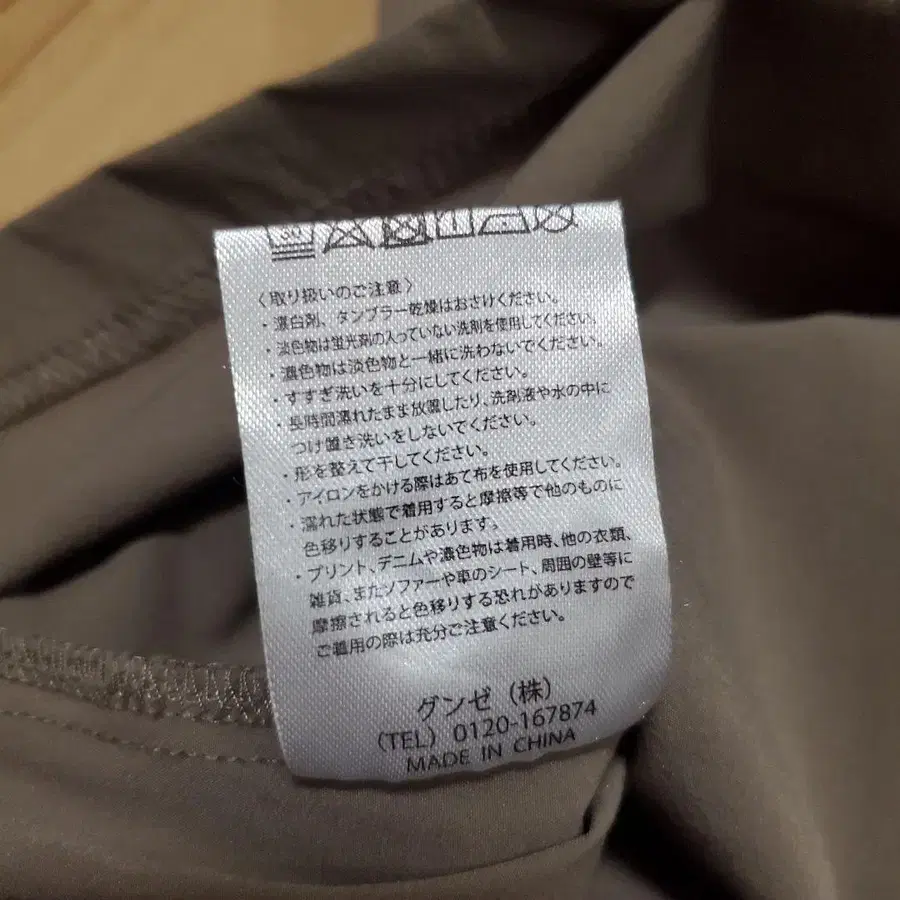 〈取り扱いのご注意〉
・漂白剤、タンブラー乾燥はおさけください。
・淡色物は蛍光剤の入っていない洗剤を使用してください。
・濃色物は淡色物と一緒に洗わないでください。
・すすぎ洗いを十分にしてください。
・長時間濡れたまま放置したり、洗剤液や水の中に
つけ置き洗いをしないでください。
・形を整えて干してください。
・アイロンをかける際はあて布を使用してください。
・濡れた状態で着用すると摩擦等で他のものに
色移りすることがあります。
・プリント、デニムや濃色物は着用時、他の衣類、
雑貨、またソファーや車のシート、周囲の壁等に
摩擦されると色移りする恐れがありますので
ご着用の際は充分ご注意ください。
グンゼ（株）
（TEL）0120-167874
MADE IN CHINA